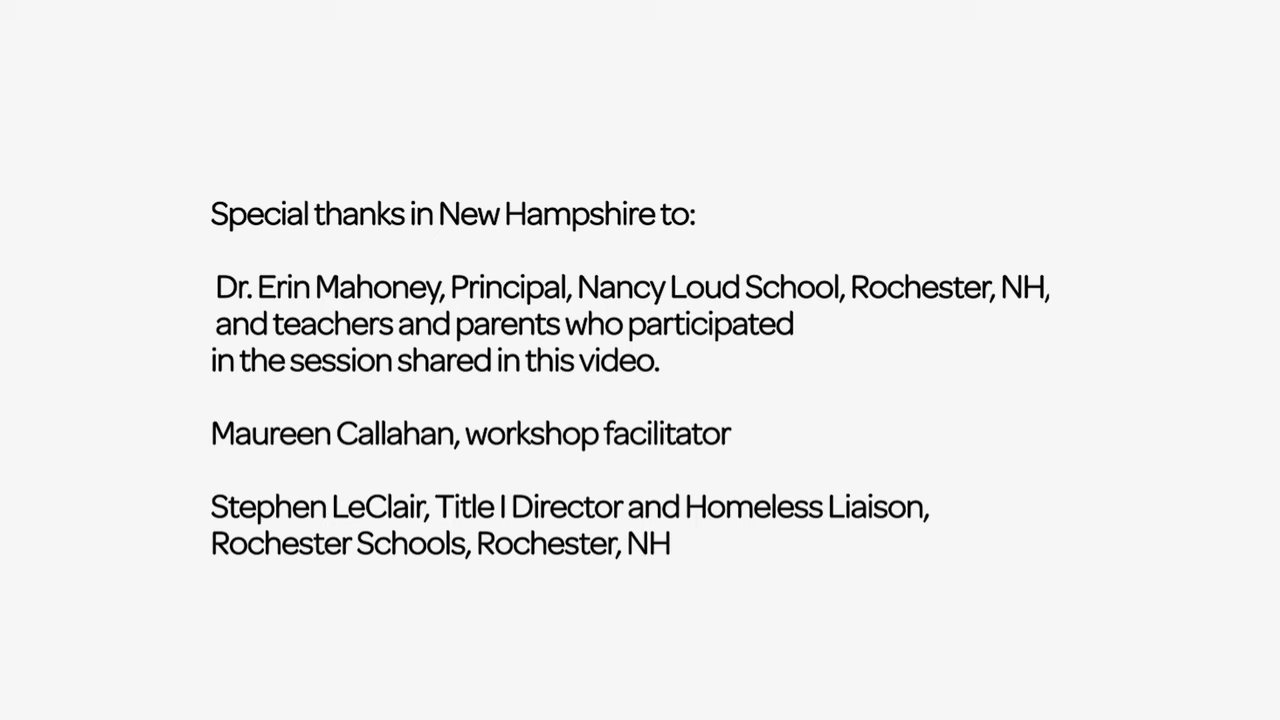 Special thanks in New Hampshire to:
Dr. Erin Mahoney, Principal, Nancy Loud School, Rochester, NH,
and teachers and parents who participated
in the session shared in this video.
Maureen Callahan, workshop facilitator
Stephen LeClair, Title I Director and Homeless Liaison,
Rochester Schools, Rochester, NH